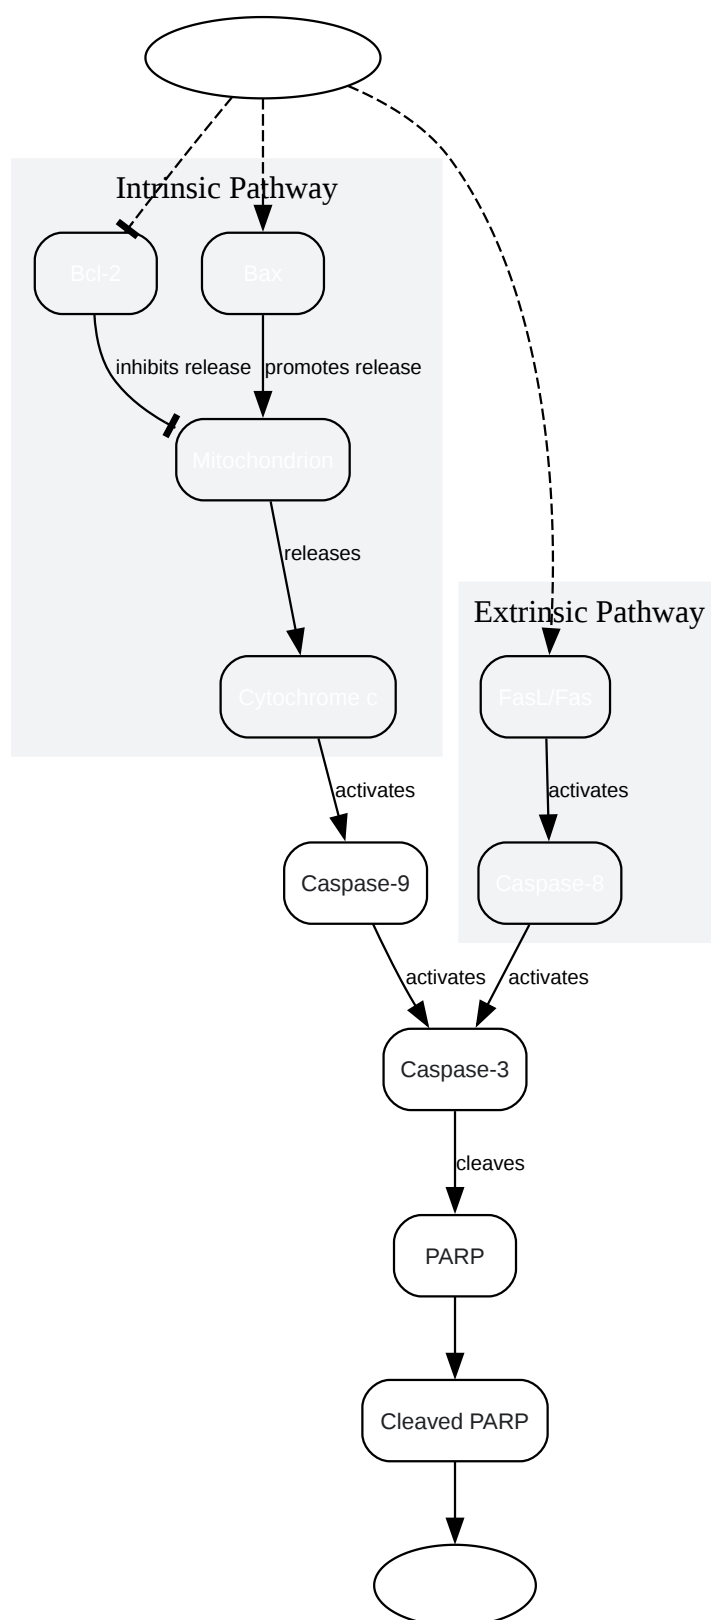 Intrinsic Pathway
Bcl-2
Bax
inhibits release
promotes release
Mitochondrion
releases
Extrinsic Pathway
Cytochrome c
FasL/Fas
activates
activates
Caspase-9
Caspase-8
activates
activates
Caspase-3
cleaves
PARP
Cleaved PARP